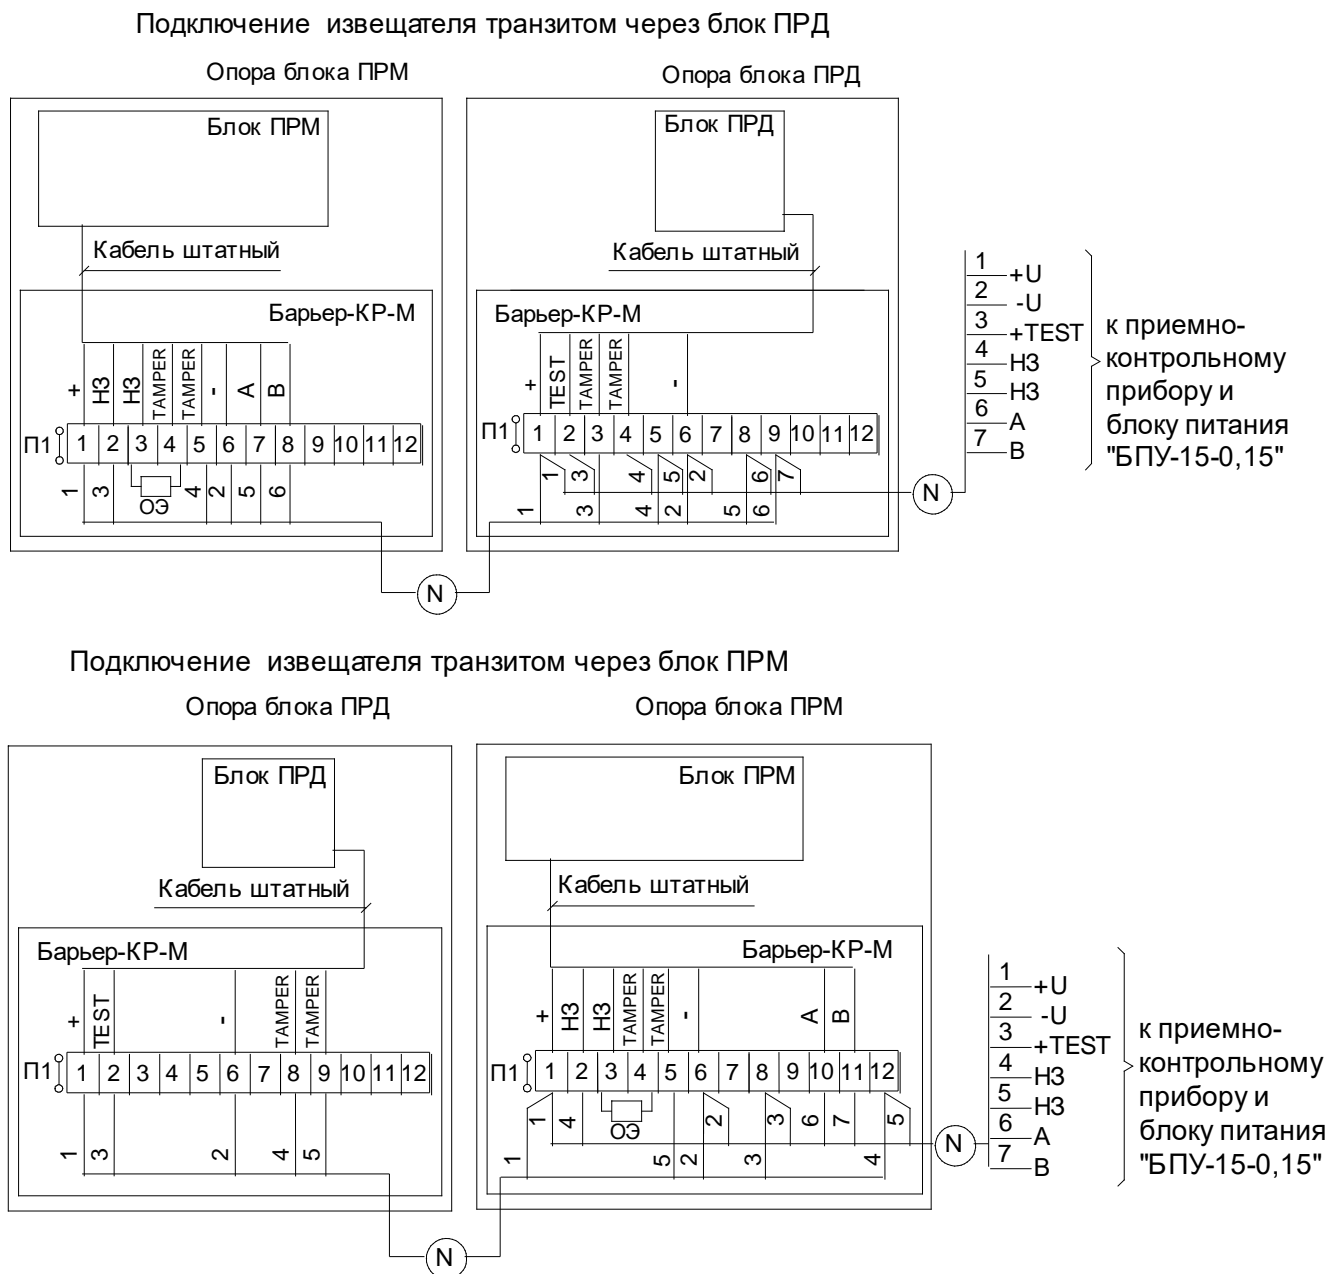 Подключение извещателя транзитом через блок ПРД
Опора блока ПРМ
Опора блока ПРД
Блок ПРМ
Блок ПРД
Кабель штатный
Кабель штатный
Барьер-КР-М
Барьер-КР-М
+ НЗ НЗ TAMPER TAMPER - A B
+ TEST TAMPER TAMPER -
П1 1 2 3 4 5 6 7 8 9 10 11 12
П1 1 2 3 4 5 6 7 8 9 10 11 12
1 3 ОЭ 4 2 5 6
1 3 4 5 2 6 7
1 3 4 2 5 6
N
N
1 +U
2 -U
3 +TEST
4 НЗ
5 НЗ
6 A
7 B
к приемно-
контрольному
прибору и
блоку питания
"БПУ-15-0,15"
Подключение извещателя транзитом через блок ПРМ
Опора блока ПРД
Опора блока ПРМ
Блок ПРД
Блок ПРМ
Кабель штатный
Кабель штатный
Барьер-КР-М
Барьер-КР-М
+ TEST - TAMPER TAMPER
+ НЗ НЗ TAMPER TAMPER - A B
П1 1 2 3 4 5 6 7 8 9 10 11 12
П1 1 2 3 4 5 6 7 8 9 10 11 12
1 3 2 4 5
1 4 ОЭ 2 3 6 7 5
1 5 2 3 4
N
N
1 +U
2 -U
3 +TEST
4 НЗ
5 НЗ
6 A
7 B
к приемно-
контрольному
прибору и
блоку питания
"БПУ-15-0,15"